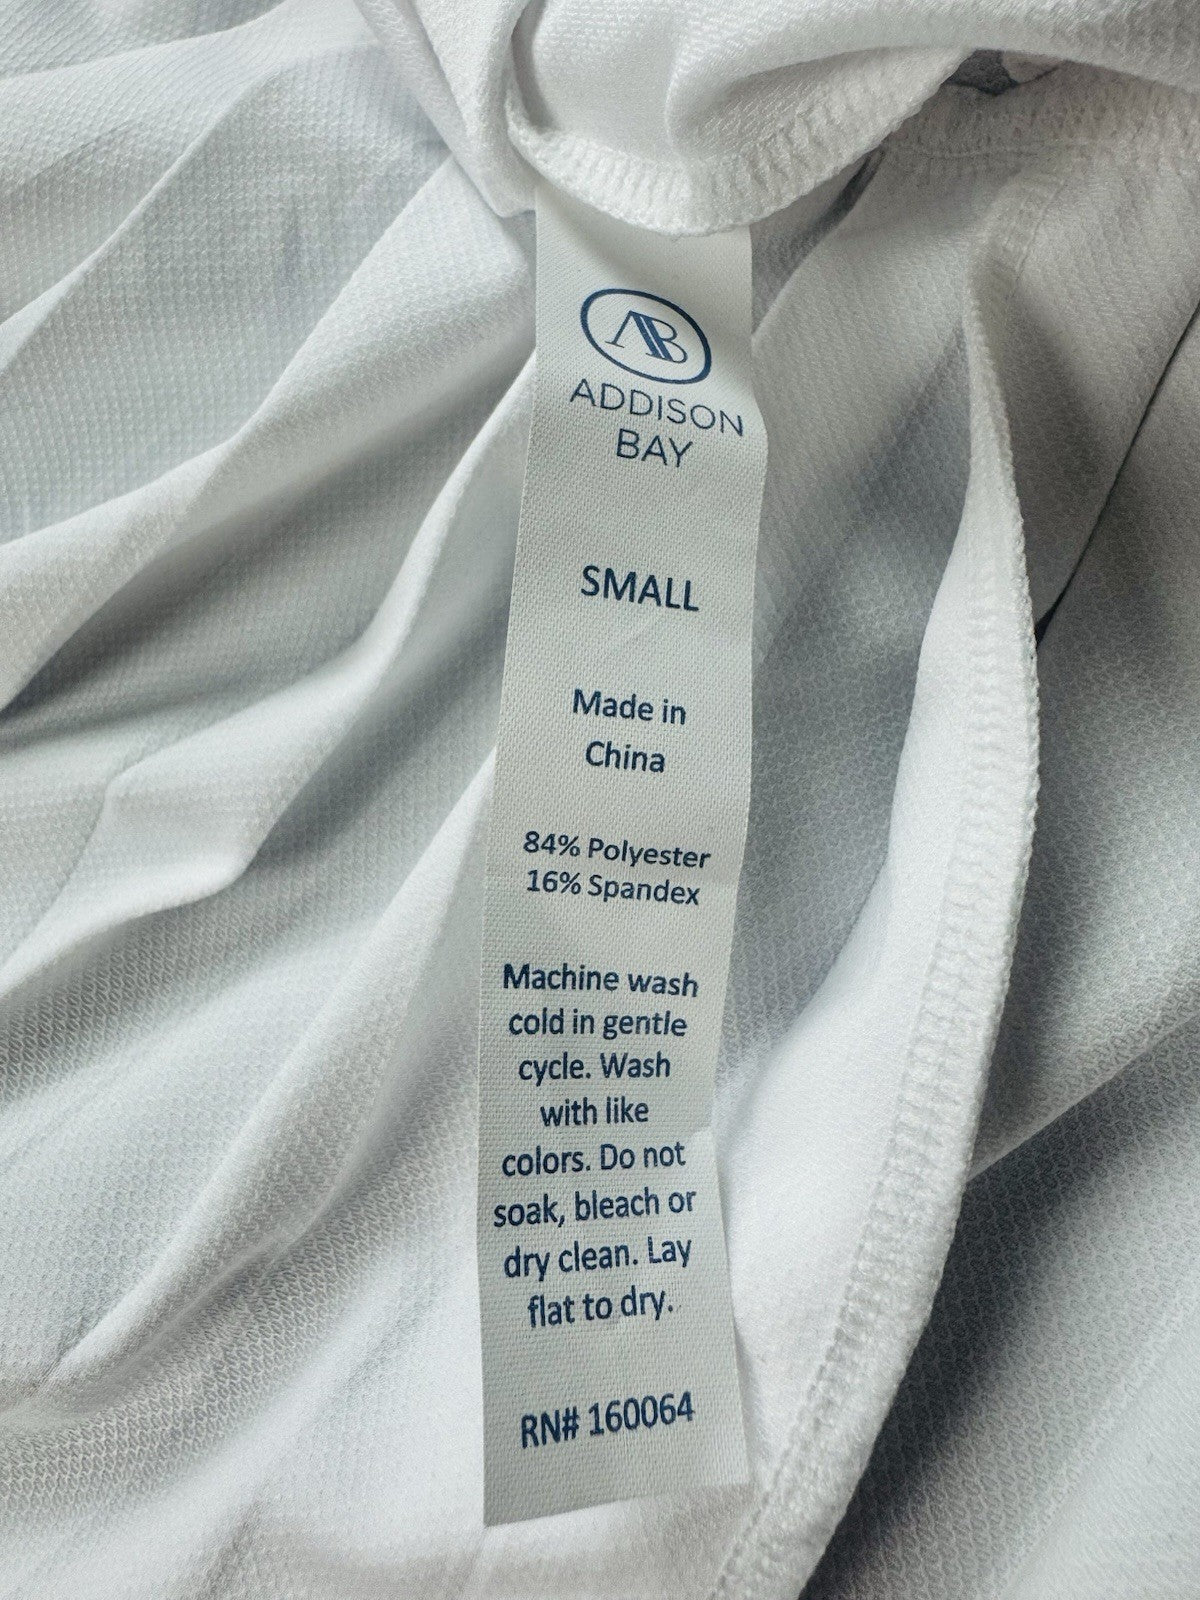 AB
ADDISON
BAY
SMALL
Made in
China
84% Polyester
16% Spandex
Machine wash
cold in gentle
cycle. Wash
with like
colors. Do not
soak, bleach or
dry clean. Lay
flat to dry.
RN# 160064